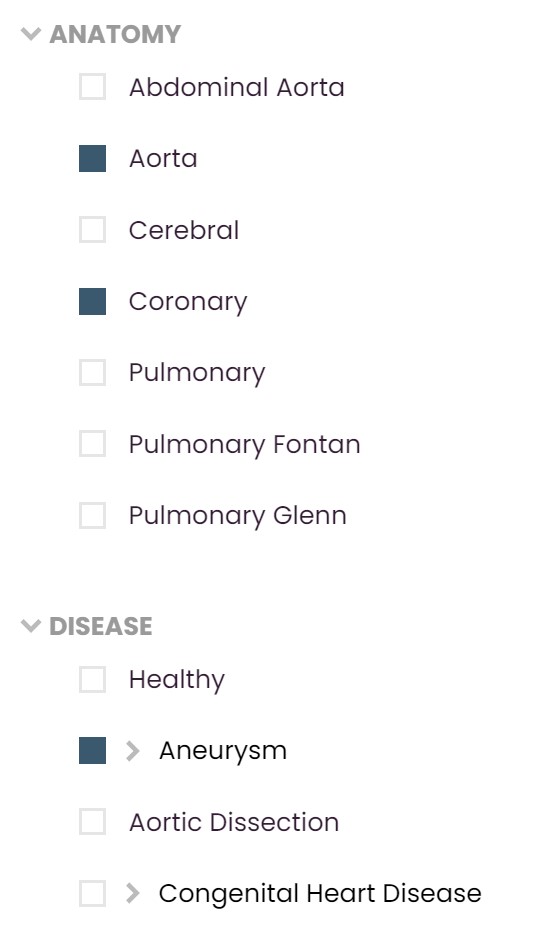 ANATOMY
Abdominal Aorta
Aorta
Cerebral
Coronary
Pulmonary
Pulmonary Fontan
Pulmonary Glenn
DISEASE
Healthy
Aneurysm
Aortic Dissection
Congenital Heart Disease